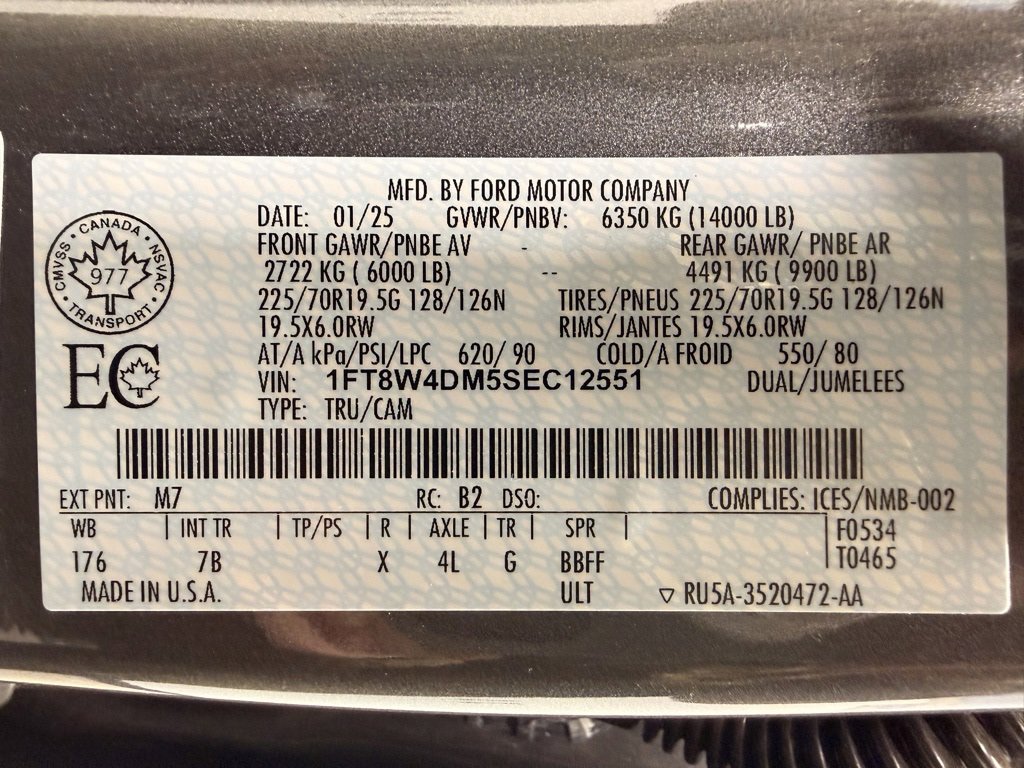 MFD. BY FORD MOTOR COMPANY
DATE: 01/25 GVWR/PNBV: 6350 KG (14000 LB)
FRONT GAWR/PNBE AV - REAR GAWR/ PNBE AR
2722 KG ( 6000 LB) -- 4491 KG ( 9900 LB)
225/70R19.5G 128/126N TIRES/PNEUS 225/70R19.5G 128/126N
19.5X6.0RW RIMS/JANTES 19.5X6.0RW
AT/A kPa/PSI/LPC 620/ 90 COLD/A FROID 550/ 80
VIN: 1FT8W4DM5SEC12551 DUAL/JUMELEES
TYPE: TRU/CAM
CANADA
CMVSS
NSVAC
977
TRANSPORT
EC
EXT PNT: M7 RC: B2 DSO: COMPLIES: ICES/NMB-002
WB | INT TR | TP/PS | R | AXLE | TR | SPR | F0534
176 7B X 4L G BBFF T0465
MADE IN U.S.A. ULT ▽ RU5A-3520472-AA